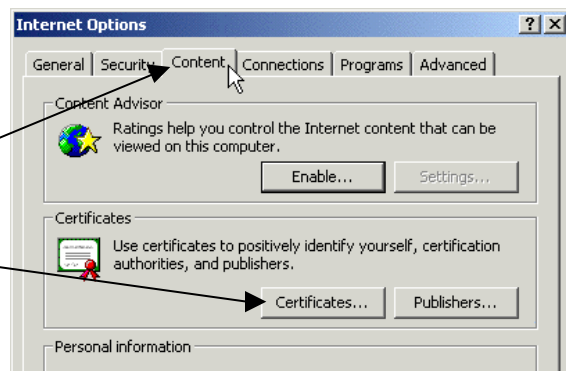 Internet Options
General Security Content Connections Programs Advanced
Content Advisor
Ratings help you control the Internet content that can be
viewed on this computer.
Enable... Settings...
Certificates
Use certificates to positively identify yourself, certification
authorities, and publishers.
Certificates... Publishers...
Personal information